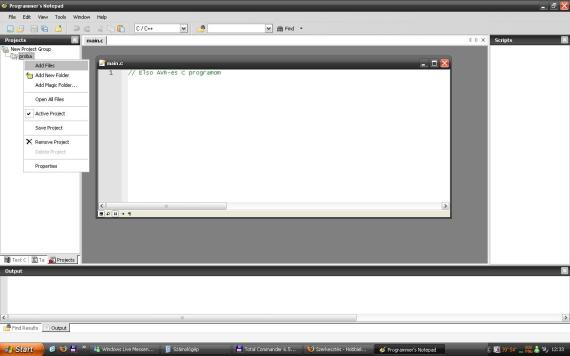 Programmer's Notepad
File Edit View Tools Window Help
C / C++
Find
Projects
main.c
Scripts
New Project Group
proba
Add Files
Add New Folder
Add Magic Folder...
Open All Files
Active Project
Save Project
Remove Project
Delete Project
Properties
main.c
1 // Elso AVR-es C programom
Text C
Ta
Projects
Output
Find Results
Output
Start
Windows Live Messen...
Számológép
Total Commander 6.5...
Szerkesztés - Hobbiel...
Programmer's Notepad
12:33